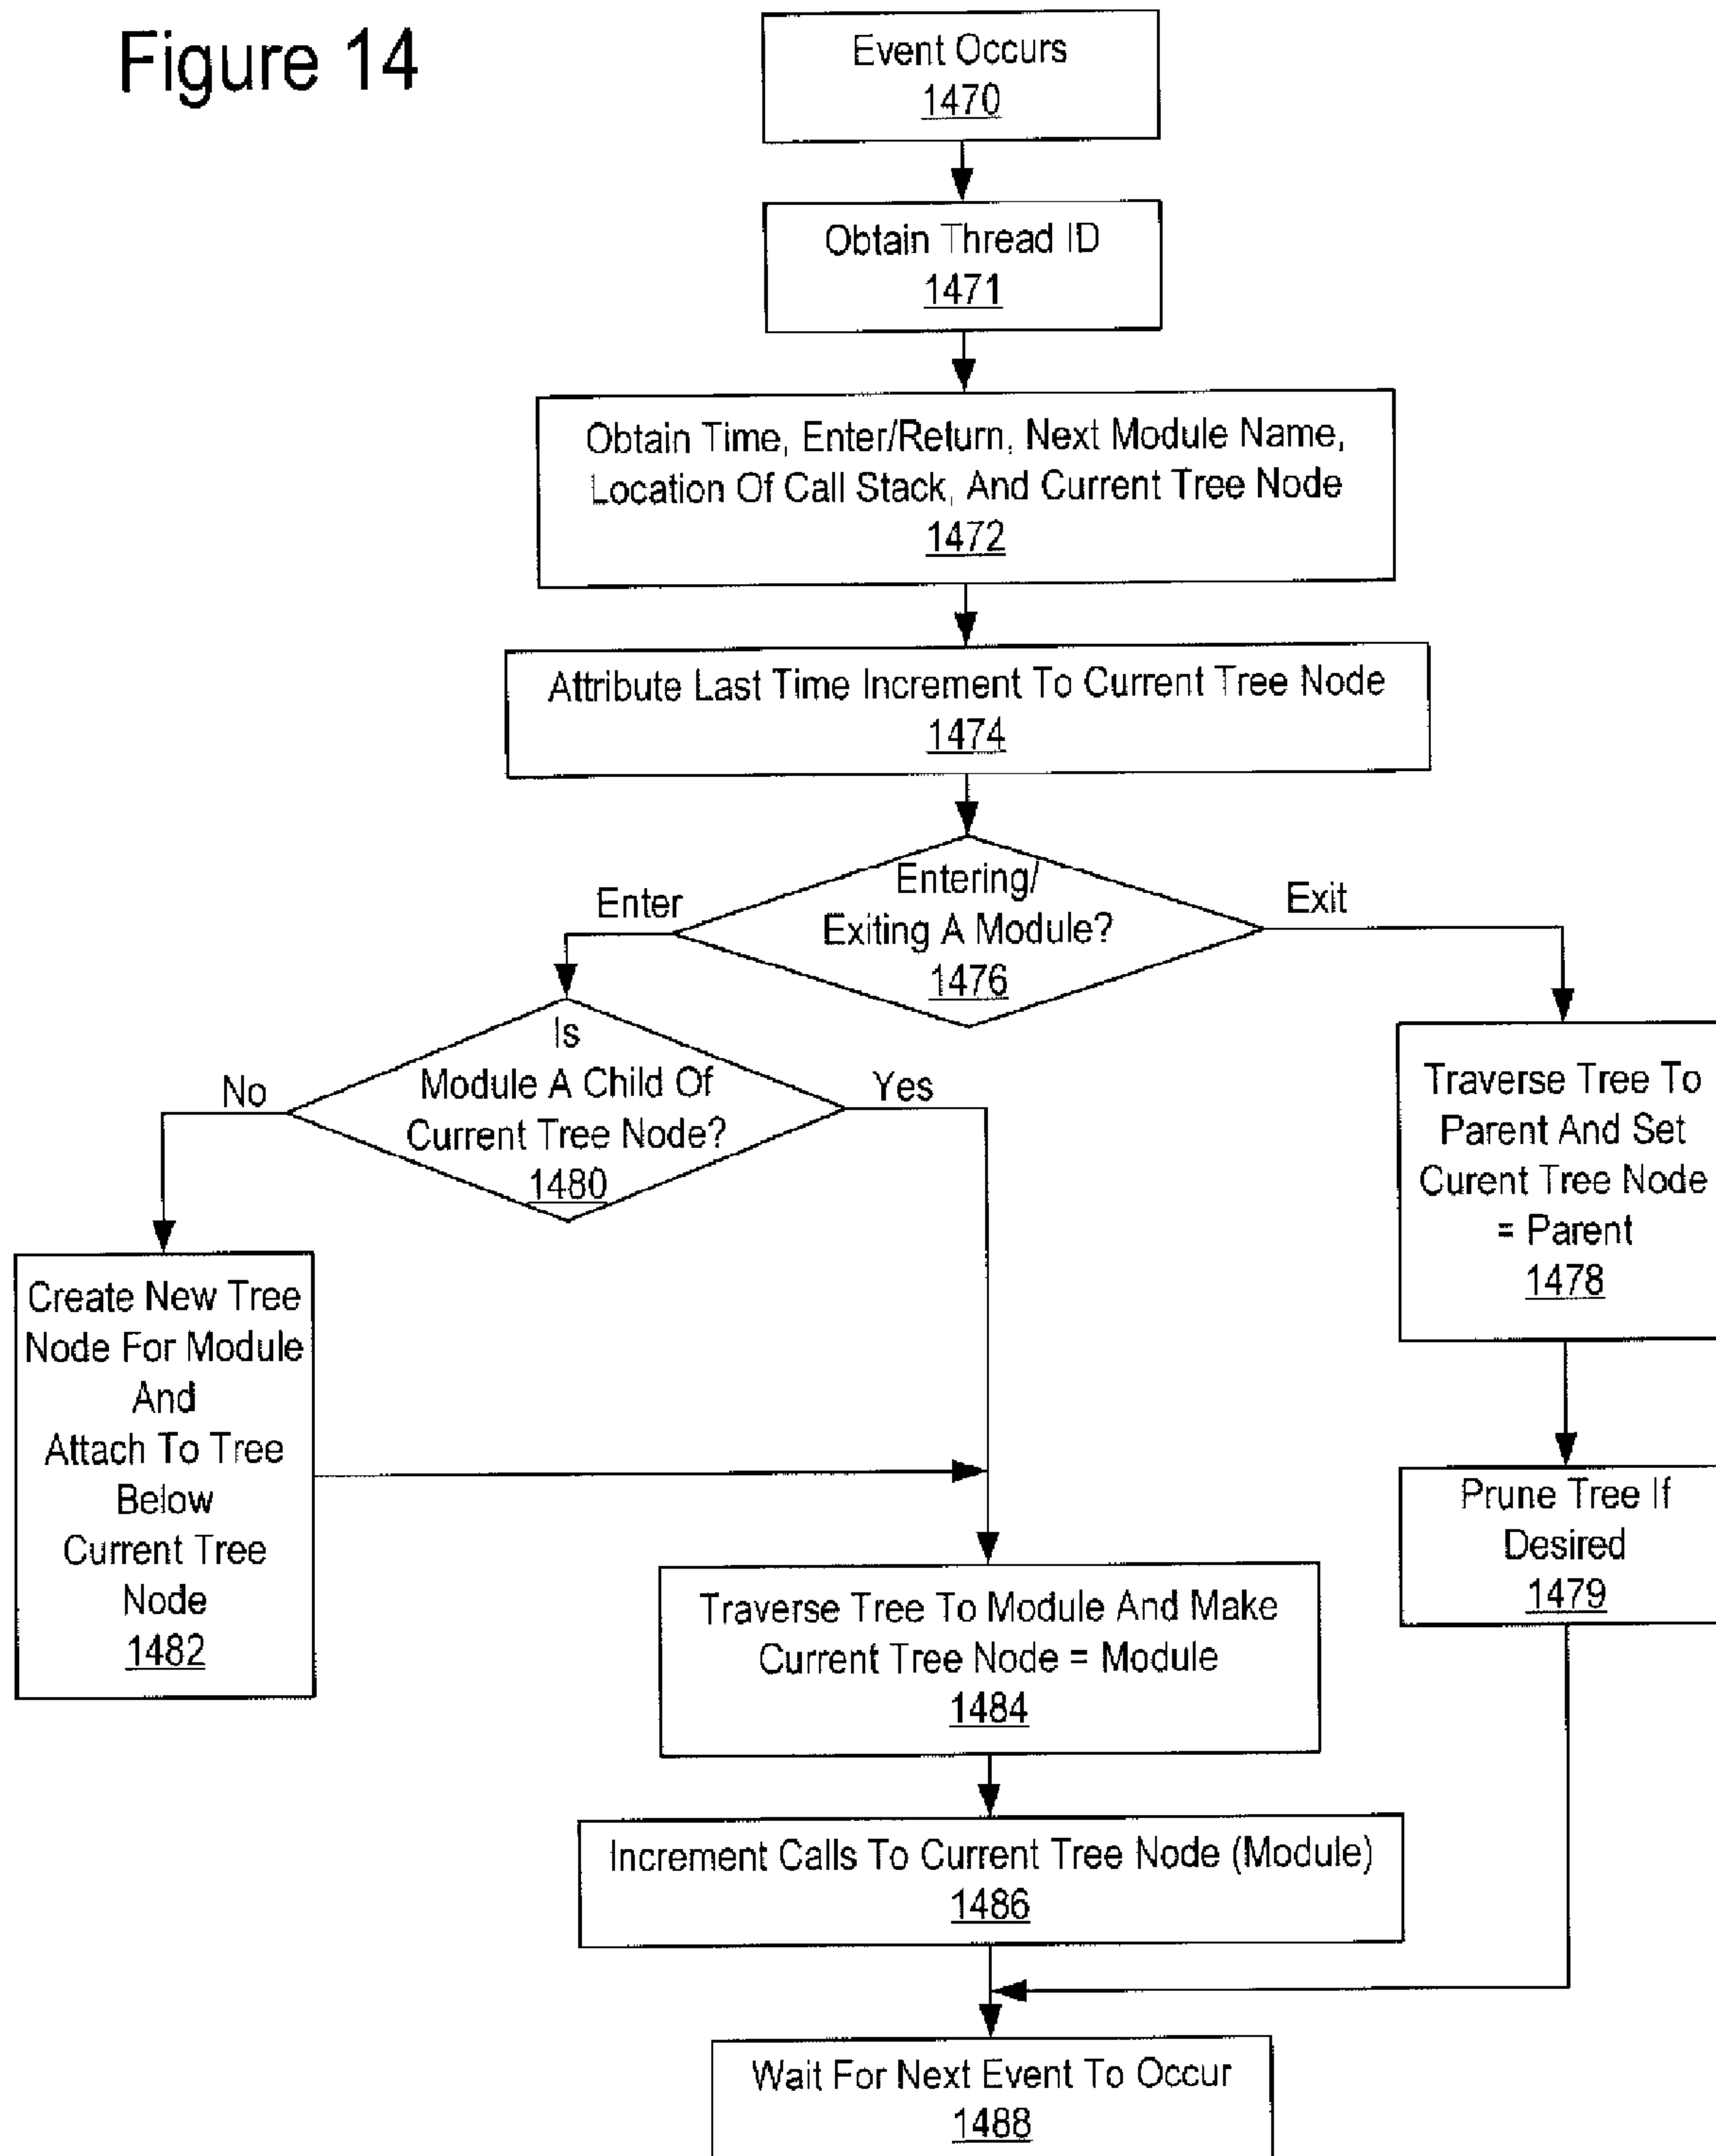 Figure 14
Event Occurs
1470
Obtain Thread ID
1471
Obtain Time, Enter/Return, Next Module Name,
Location Of Call Stack, And Current Tree Node
1472
Attribute Last Time Increment To Current Tree Node
1474
Entering/
Exiting A Module?
1476
Enter
Exit
Is
Module A Child Of
Current Tree Node?
1480
No
Yes
Traverse Tree To
Parent And Set
Curent Tree Node
= Parent
1478
Create New Tree
Node For Module
And
Attach To Tree
Below
Current Tree
Node
1482
Prune Tree If
Desired
1479
Traverse Tree To Module And Make
Current Tree Node = Module
1484
Increment Calls To Current Tree Node (Module)
1486
Wait For Next Event To Occur
1488